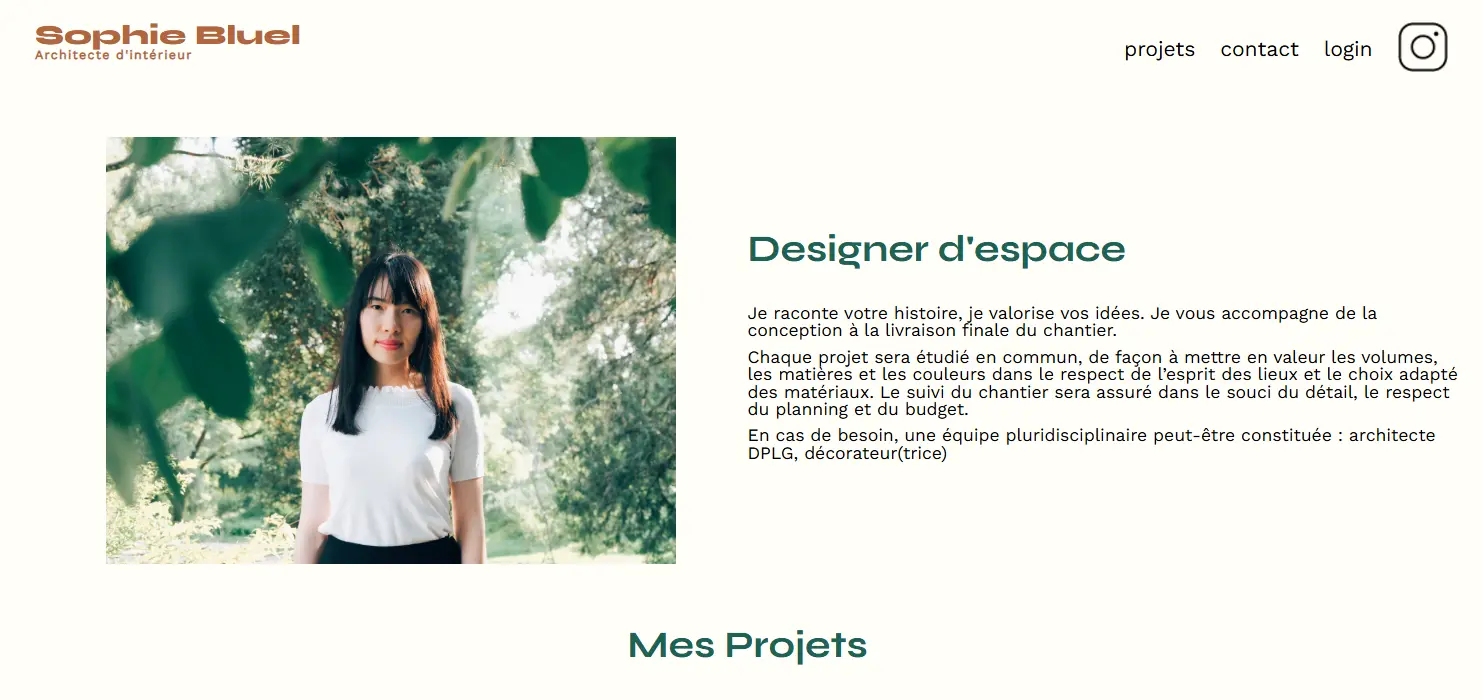 Sophie Bluel
Architecte d'intérieur
projets contact login
Designer d'espace
Je raconte votre histoire, je valorise vos idées. Je vous accompagne de la
conception à la livraison finale du chantier.
Chaque projet sera étudié en commun, de façon à mettre en valeur les volumes,
les matières et les couleurs dans le respect de l’esprit des lieux et le choix adapté
des matériaux. Le suivi du chantier sera assuré dans le souci du détail, le respect
du planning et du budget.
En cas de besoin, une équipe pluridisciplinaire peut-être constituée : architecte
DPLG, décorateur(trice)
Mes Projets